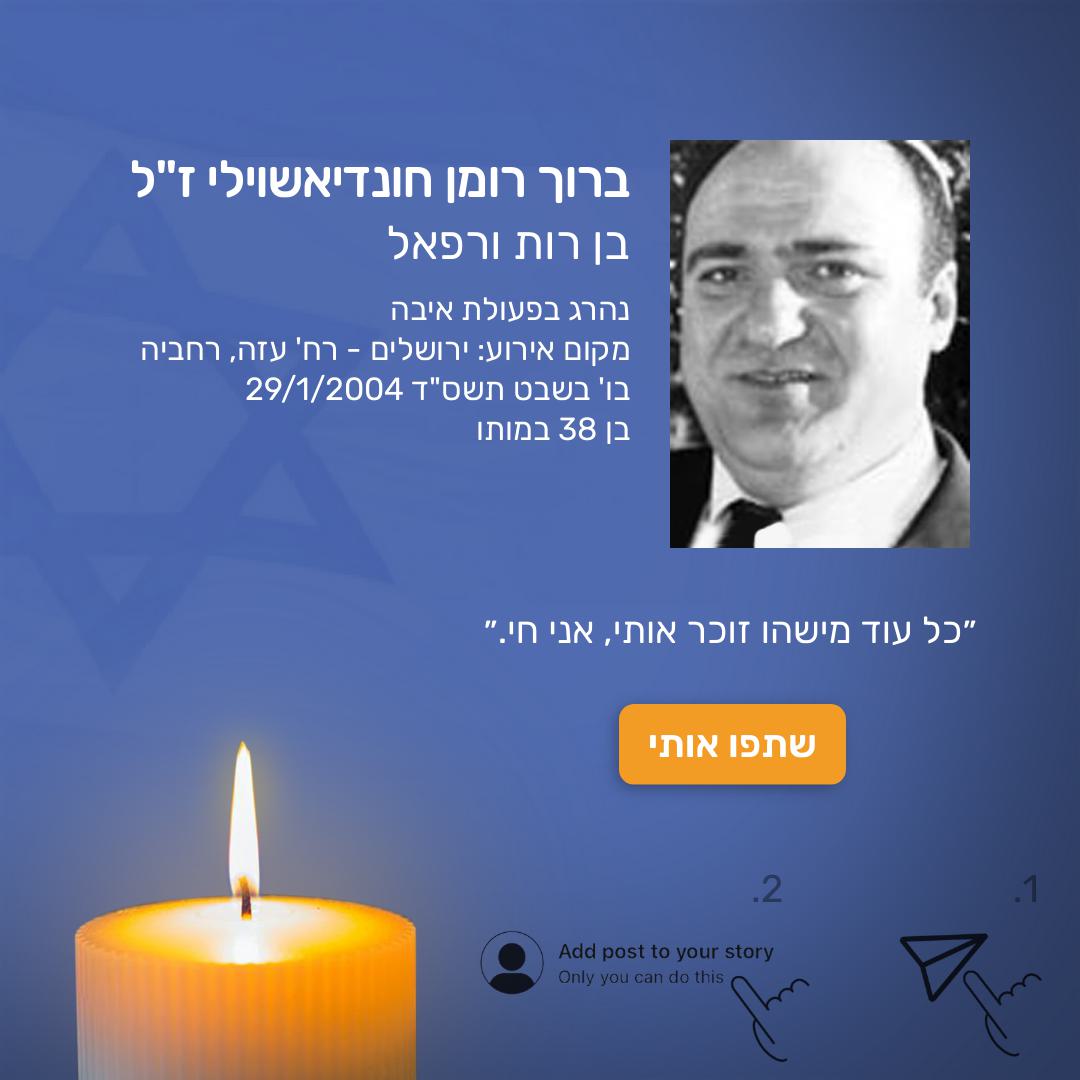 ברוך רומן חונדיאשוילי ז"ל
בן רות ורפאל
נהרג בפעולת איבה
מקום אירוע: ירושלים - רח' עזה, רחביה
בו' בשבט תשס"ד 29/1/2004
בן 38 במותו
״כל עוד מישהו זוכר אותי, אני חי.״
שתפו אותי
.1
.2
Add post to your story
Only you can do this